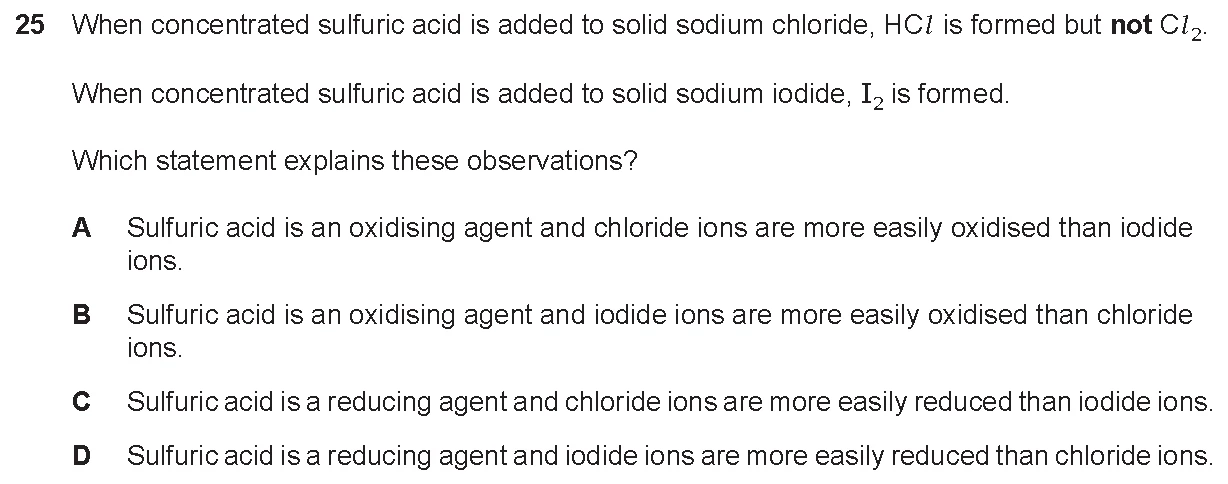 25 When concentrated sulfuric acid is added to solid sodium chloride, HCl is formed but not Cl₂.
When concentrated sulfuric acid is added to solid sodium iodide, I₂ is formed.
Which statement explains these observations?
A Sulfuric acid is an oxidising agent and chloride ions are more easily oxidised than iodide
ions.
B Sulfuric acid is an oxidising agent and iodide ions are more easily oxidised than chloride
ions.
C Sulfuric acid is a reducing agent and chloride ions are more easily reduced than iodide ions.
D Sulfuric acid is a reducing agent and iodide ions are more easily reduced than chloride ions.